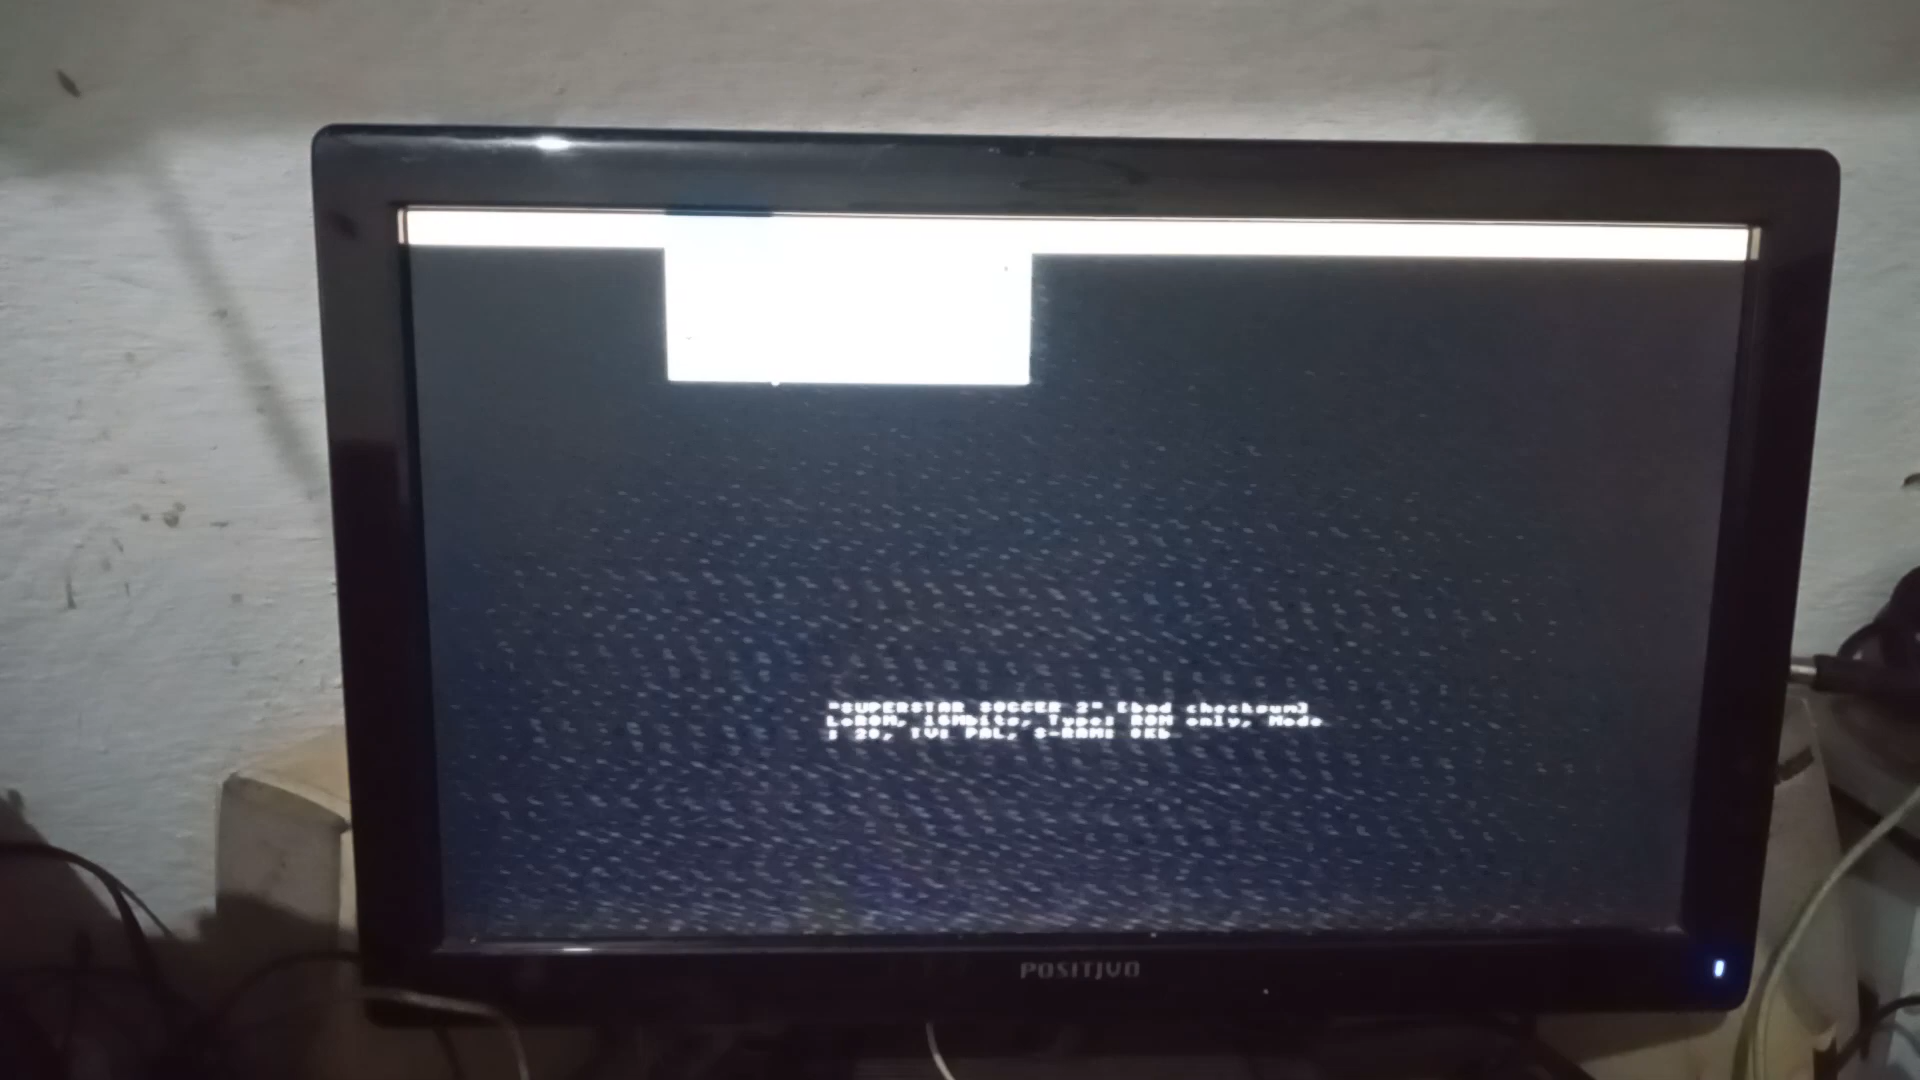 "SUPERSTAR SOCCER 2" [bad checksum]
LoROM, 16Mbits, Type: ROM only, Mode
: 20, TV: PAL, S-RAM: 0Kb
POSITIVO